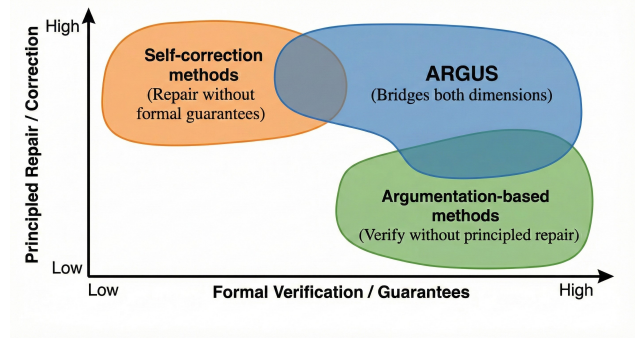 High
Principled Repair / Correction
Low
Self-correction
methods
(Repair without
formal guarantees)
ARGUS
(Bridges both dimensions)
Argumentation-based
methods
(Verify without principled repair)
Low
Formal Verification / Guarantees
High